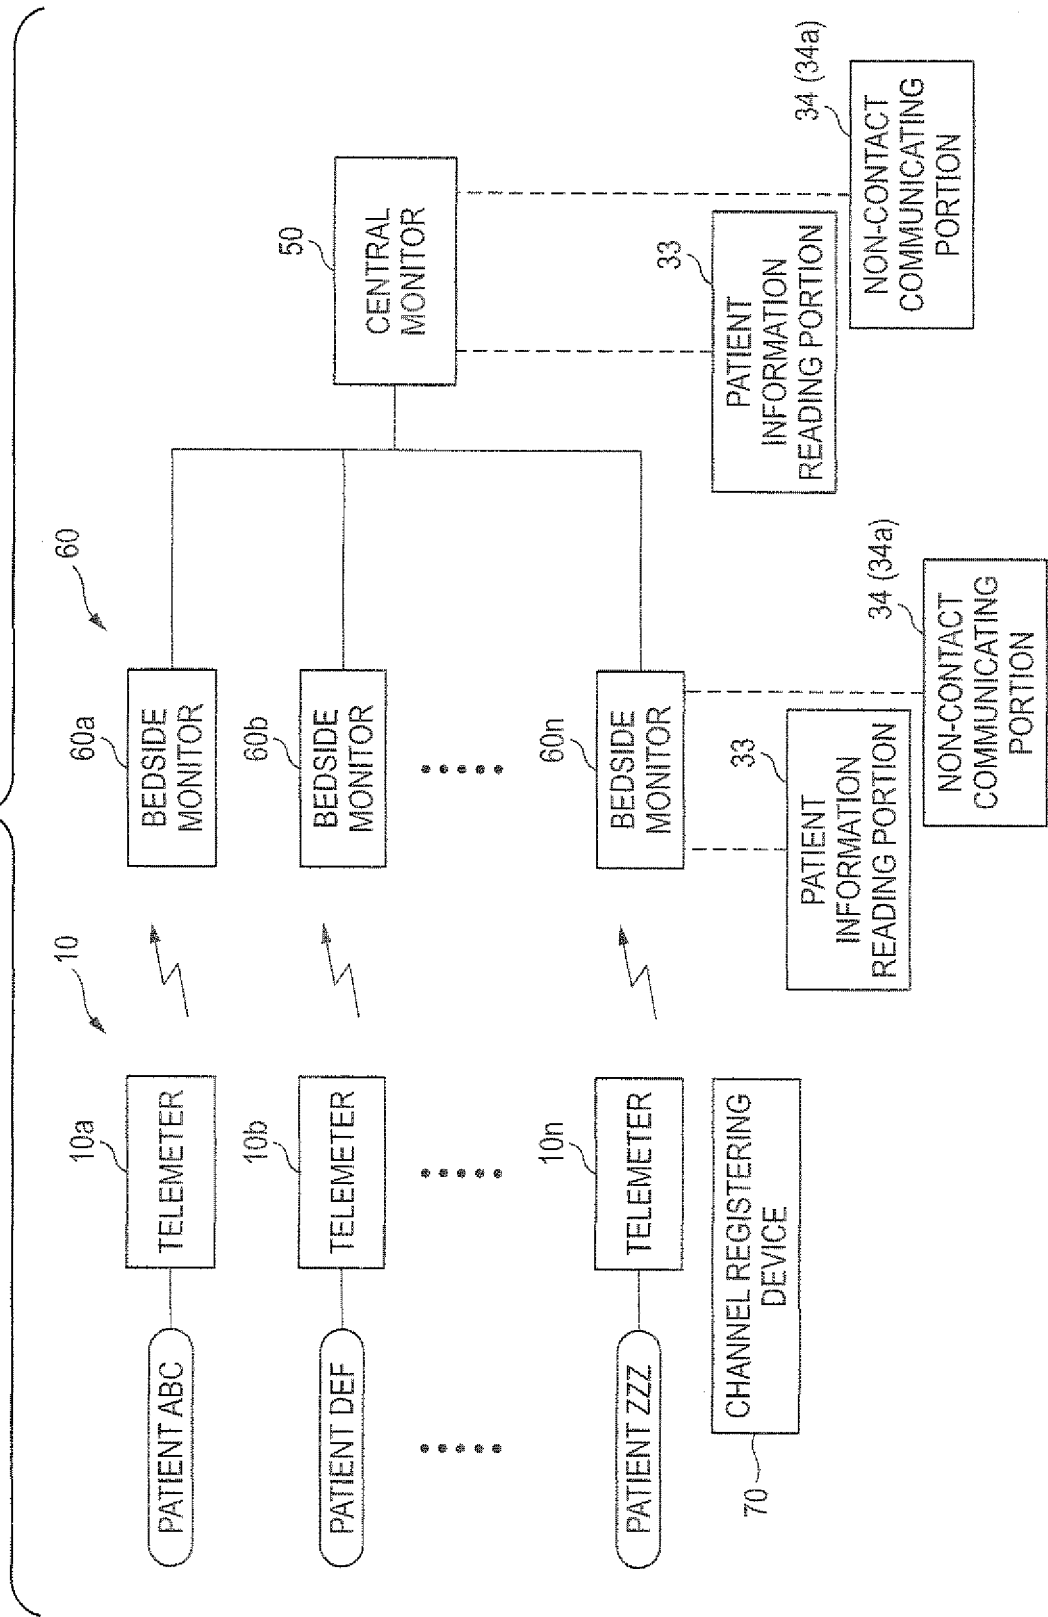 10
60
PATIENT ABC
10a
TELEMETER
60a
BEDSIDE
MONITOR
PATIENT DEF
10b
TELEMETER
60b
BEDSIDE
MONITOR
50
CENTRAL
MONITOR
PATIENT ZZZ
10n
TELEMETER
60n
BEDSIDE
MONITOR
70
CHANNEL REGISTERING
DEVICE
33
PATIENT
INFORMATION
READING PORTION
34 (34a)
NON-CONTACT
COMMUNICATING
PORTION
33
PATIENT
INFORMATION
READING PORTION
34 (34a)
NON-CONTACT
COMMUNICATING
PORTION